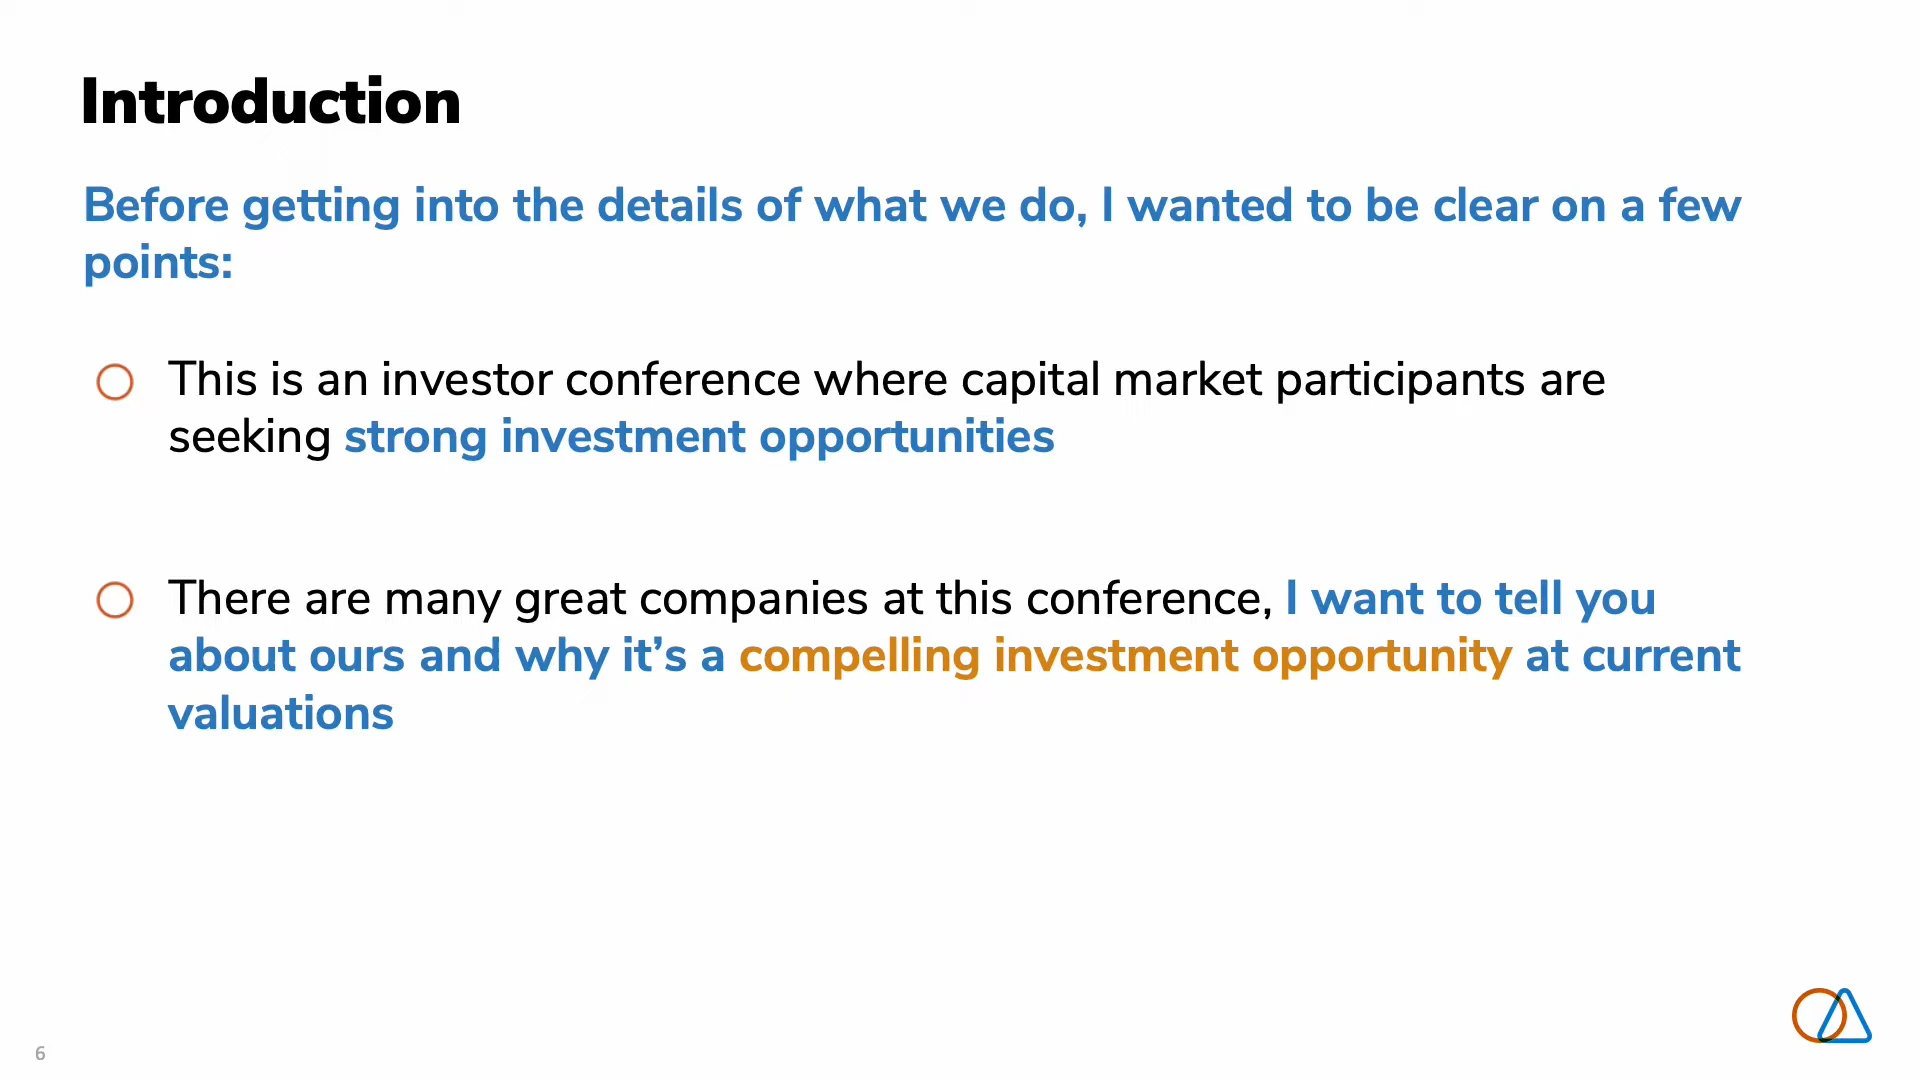 Introduction
Before getting into the details of what we do, I wanted to be clear on a few
points:
This is an investor conference where capital market participants are
seeking strong investment opportunities
There are many great companies at this conference, I want to tell you
about ours and why it’s a compelling investment opportunity at current
valuations
6